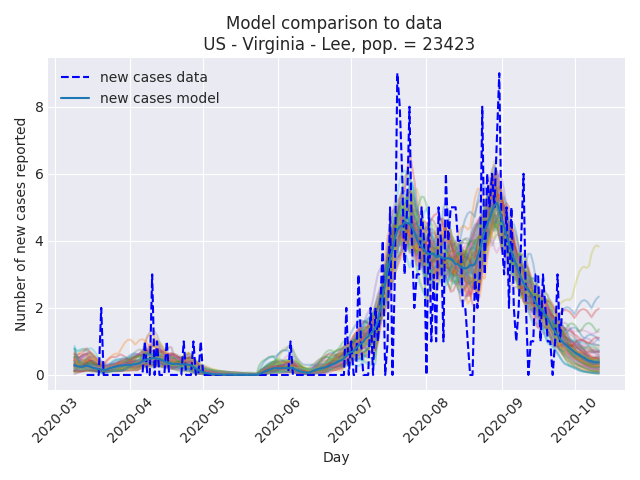 Model comparison to data
US - Virginia - Lee, pop. = 23423
new cases data
new cases model
Number of new cases reported
8
6
4
2
0
2020-03
2020-04
2020-05
2020-06
2020-07
2020-08
2020-09
2020-10
Day